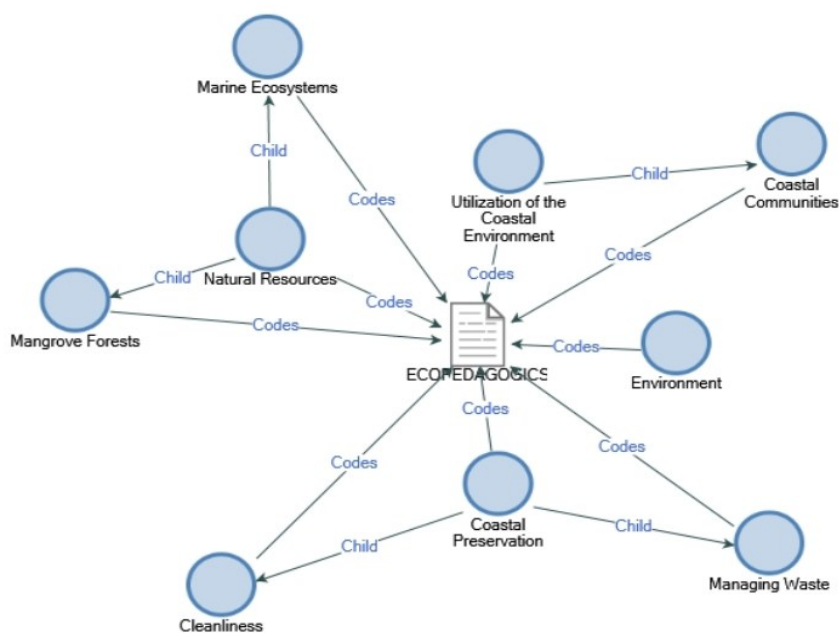 Marine Ecosystems
Child
Codes
Utilization of the
Coastal
Environment
Child
Coastal
Communities
Codes
Codes
Natural Resources
Child
Codes
Mangrove Forests
Codes
ECOPEDAGOGICS
Codes
Environment
Codes
Codes
Codes
Coastal
Preservation
Child
Child
Cleanliness
Managing Waste